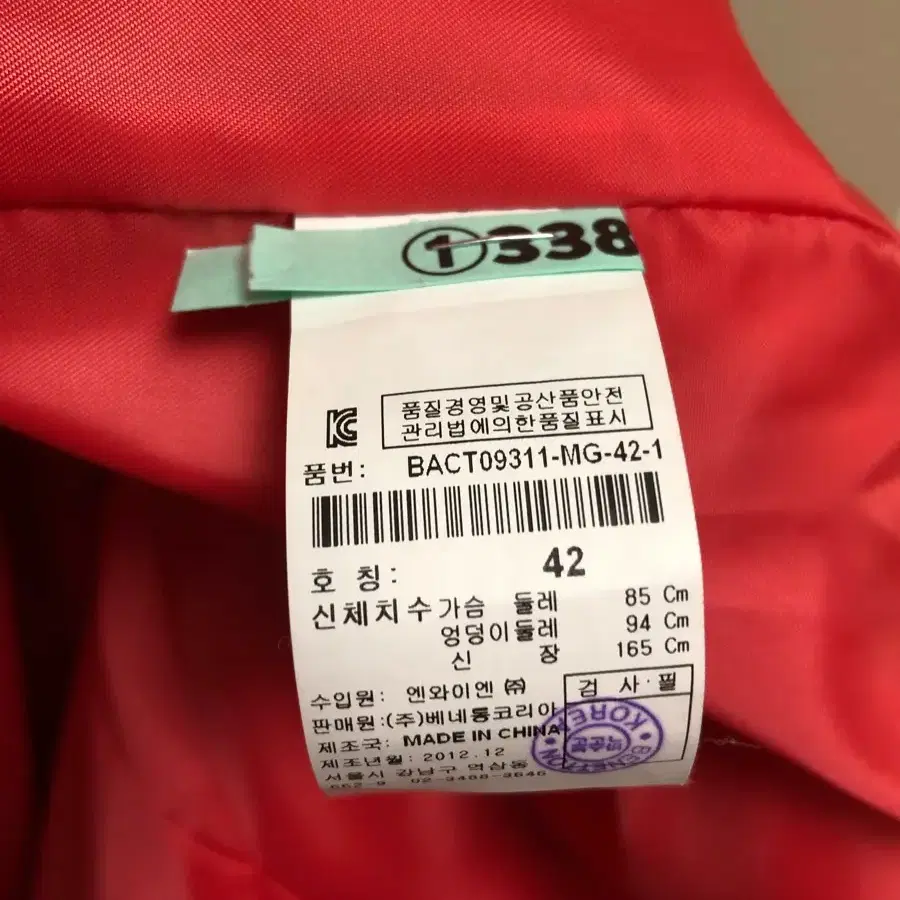 ①338
품질경영및공산품안전
관리법에의한품질표시
품번: BACT09311-MG-42-1
호 칭: 42
신체치수 가슴 둘레 85 Cm
엉덩이둘레 94 Cm
신 장 165 Cm
수입원: 엔와이엔 ㈜
검 사·필
판매원:(주)베네통코리아
제조국: MADE IN CHINA
제조년월: 2012.12
서울시 강남구 역삼동
BENETTON KOREA